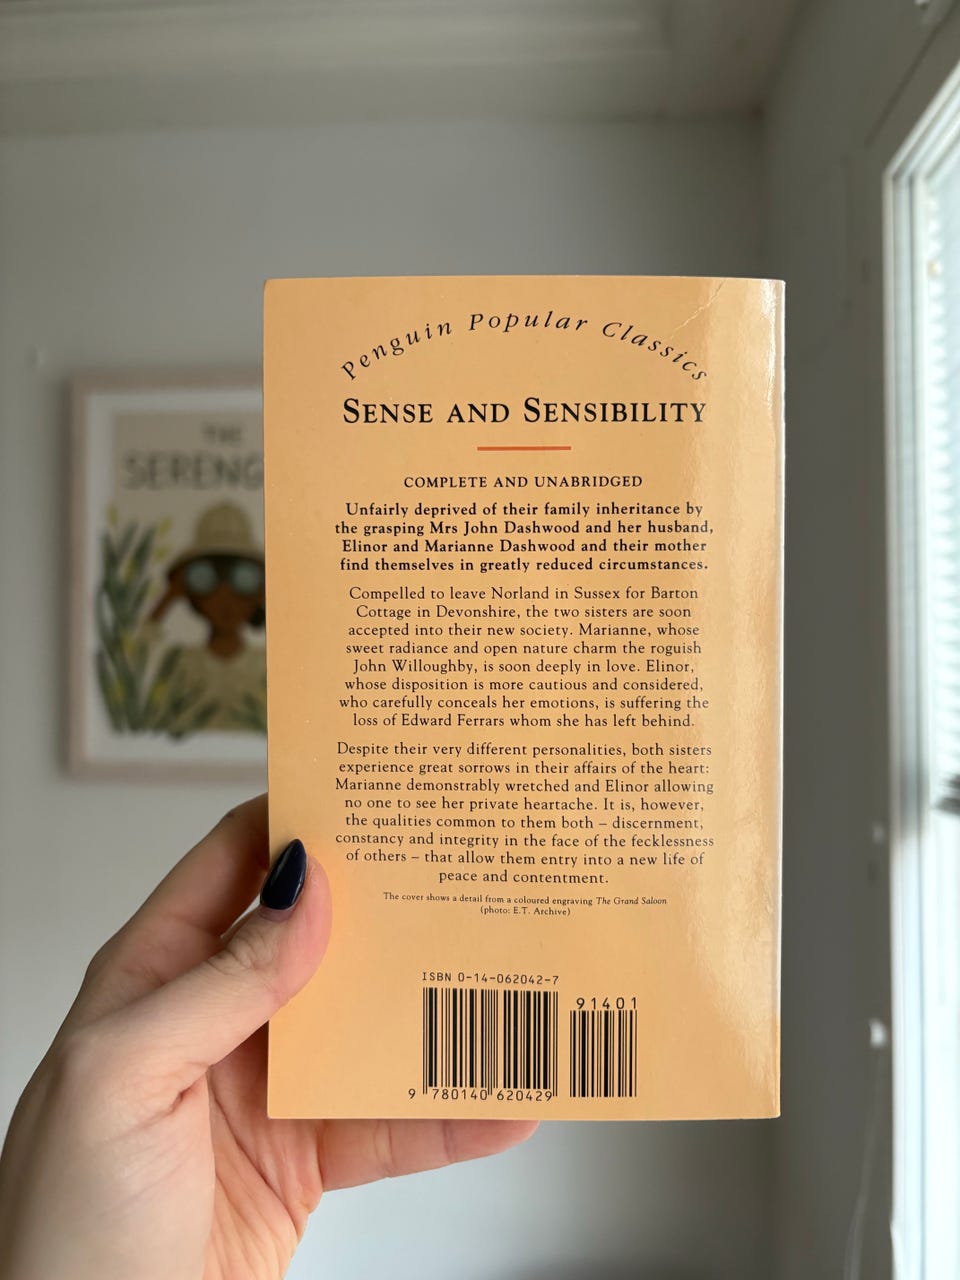 Penguin Popular Classics
SENSE AND SENSIBILITY
COMPLETE AND UNABRIDGED
Unfairly deprived of their family inheritance by
the grasping Mrs John Dashwood and her husband,
Elinor and Marianne Dashwood and their mother
find themselves in greatly reduced circumstances.
Compelled to leave Norland in Sussex for Barton
Cottage in Devonshire, the two sisters are soon
accepted into their new society. Marianne, whose
sweet radiance and open nature charm the roguish
John Willoughby, is soon deeply in love. Elinor,
whose disposition is more cautious and considered,
who carefully conceals her emotions, is suffering the
loss of Edward Ferrars whom she has left behind.
Despite their very different personalities, both sisters
experience great sorrows in their affairs of the heart:
Marianne demonstrably wretched and Elinor allowing
no one to see her private heartache. It is, however,
the qualities common to them both – discernment,
constancy and integrity in the face of the fecklessness
of others – that allow them entry into a new life of
peace and contentment.
The cover shows a detail from a coloured engraving The Grand Saloon
(photo: E.T. Archive)
ISBN 0-14-062042-7
91401
9 780140 620429
THE
SERENG